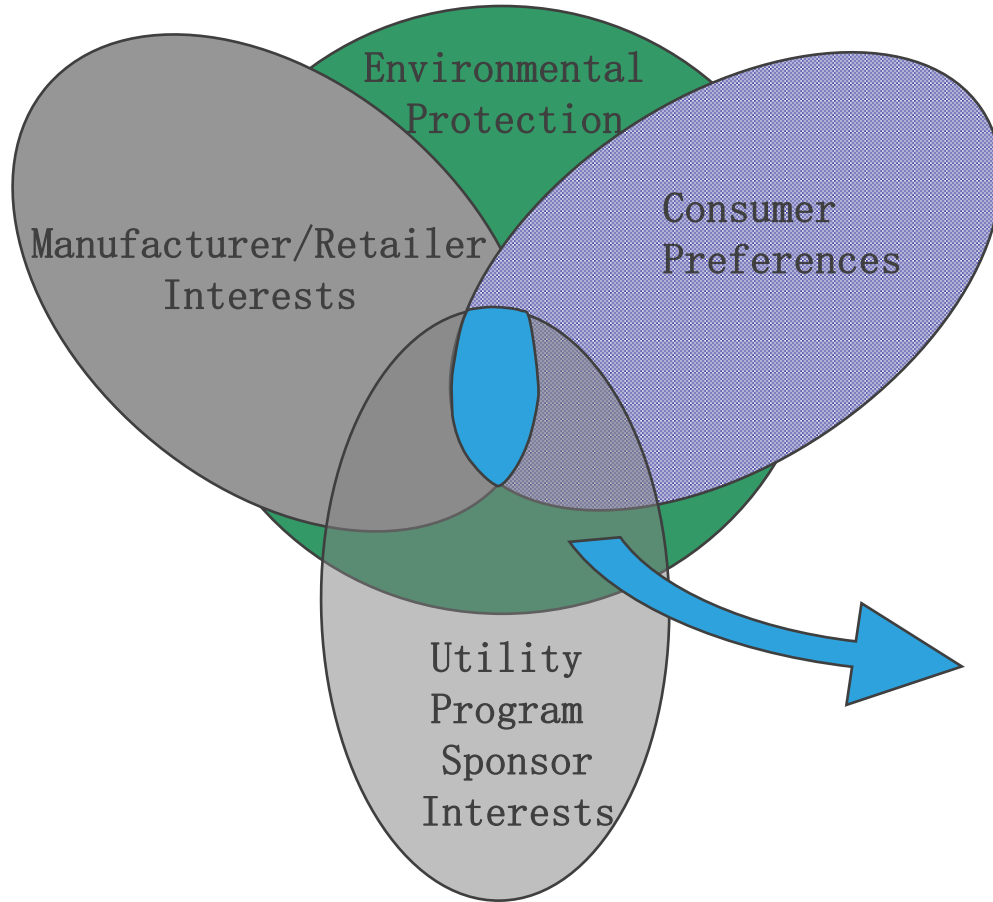 Environmental
Protection
Consumer
Preferences
Manufacturer/Retailer
Interests
Utility
Program
Sponsor
Interests